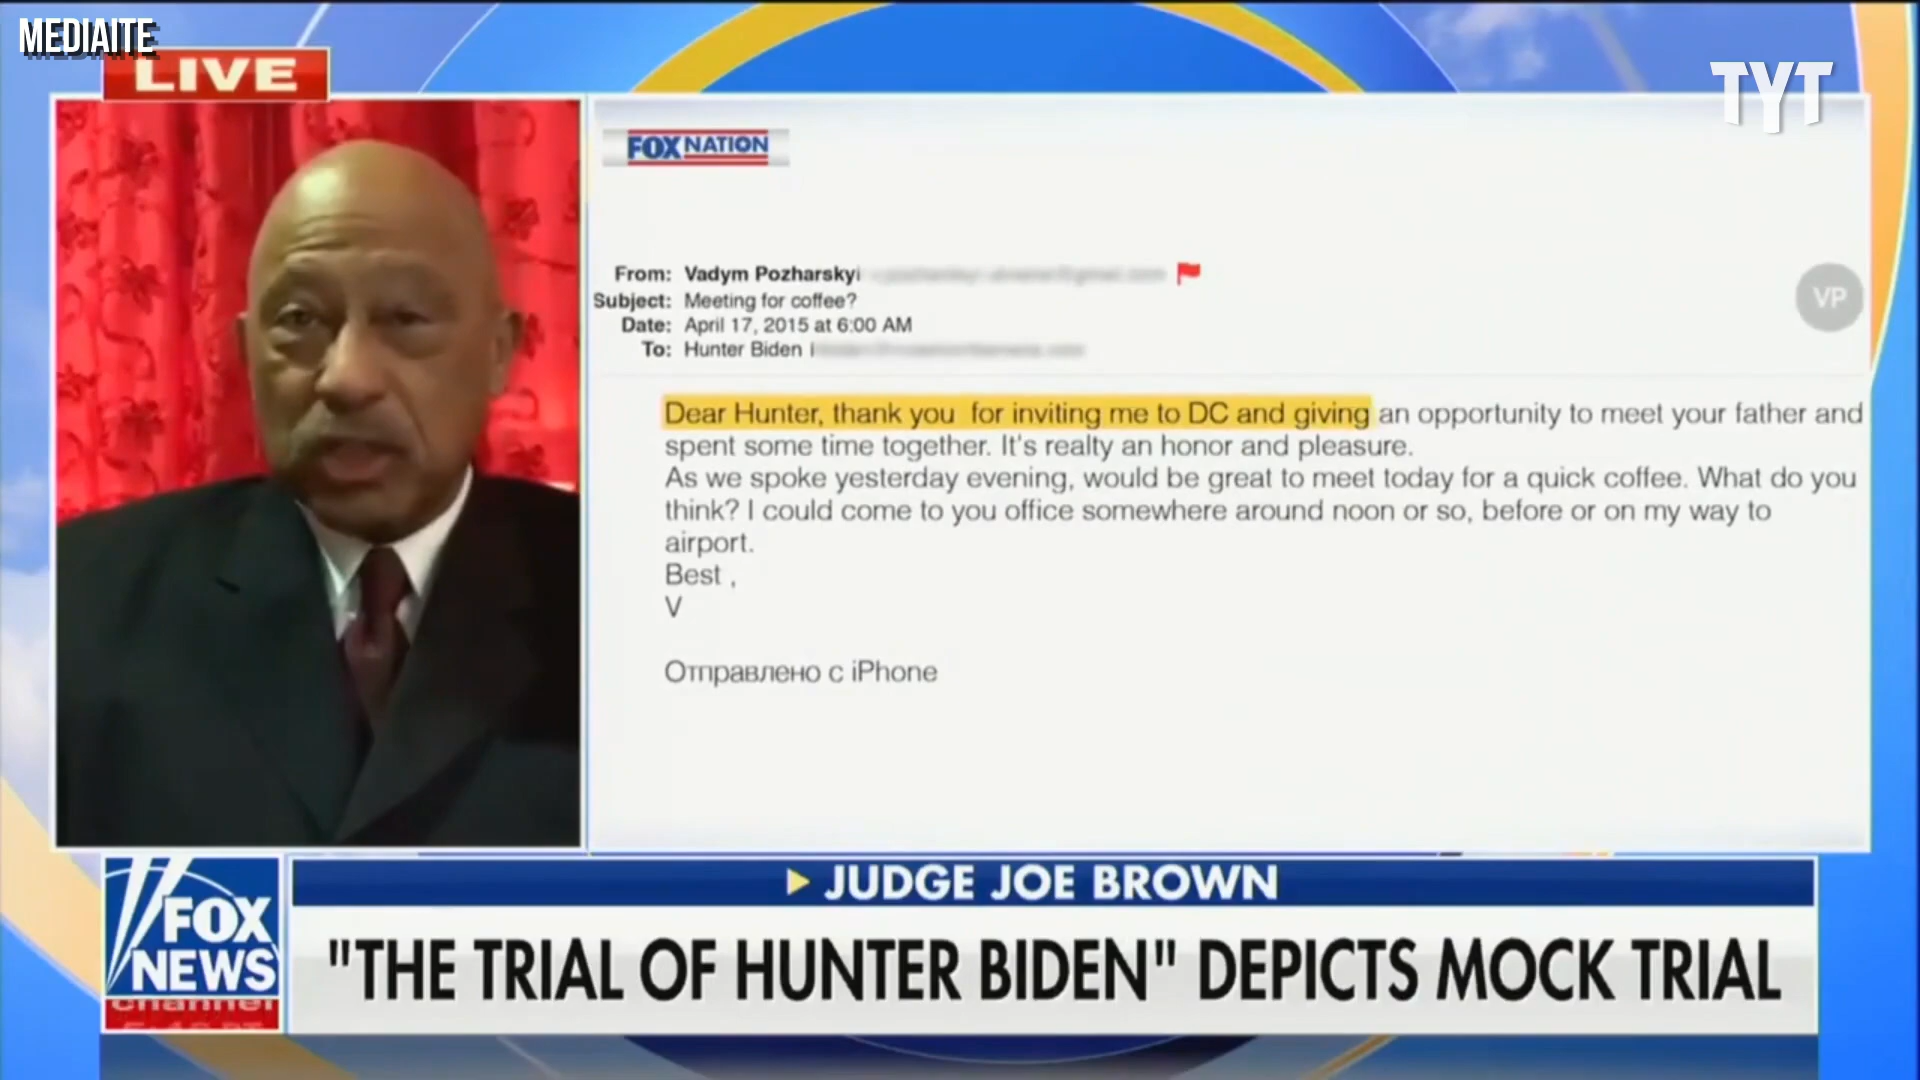 MEDIAITE
LIVE
TYT
FOX NATION
From: Vadym Pozharskyi
VP
Subject: Meeting for coffee?
Date: April 17, 2015 at 6:00 AM
To: Hunter Biden
Dear Hunter, thank you for inviting me to DC and giving an opportunity to meet your father and
spent some time together. It's realty an honor and pleasure.
As we spoke yesterday evening, would be great to meet today for a quick coffee. What do you
think? I could come to you office somewhere around noon or so, before or on my way to
airport.
Best ,
V
Отправлено с iPhone
JUDGE JOE BROWN
FOX
NEWS
channel
"THE TRIAL OF HUNTER BIDEN" DEPICTS MOCK TRIAL